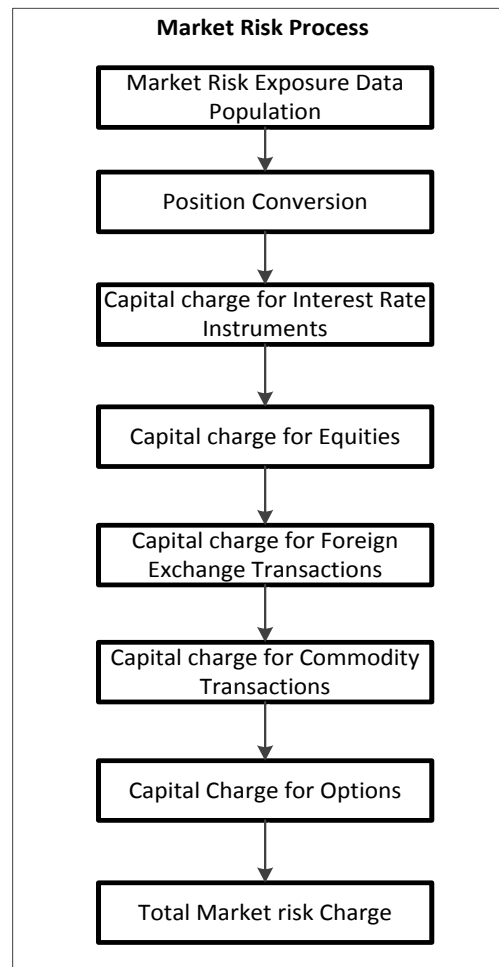 Market Risk Process
Market Risk Exposure Data
Population
Position Conversion
Capital charge for Interest Rate
Instruments
Capital charge for Equities
Capital charge for Foreign
Exchange Transactions
Capital charge for Commodity
Transactions
Capital Charge for Options
Total Market risk Charge